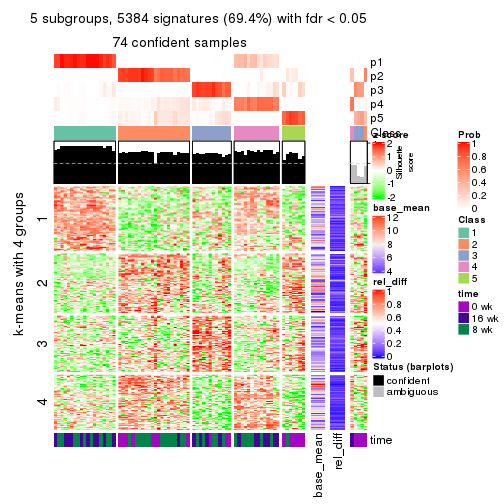 5 subgroups, 5384 signatures (69.4%) with fdr < 0.05
74 confident samples
p1
p2
p3
p4
p5
Class
z-score
2
1
0
-1
-2
Silhouette
score
base_mean
12
10
8
6
4
rel_diff
1
0.8
0.6
0.4
0.2
0
Status (barplots)
confident
ambiguous
Prob
1
0.8
0.6
0.4
0.2
0
Class
1
2
3
4
5
time
0 wk
16 wk
8 wk
k-means with 4 groups
1
2
3
4
time
base_mean
rel_diff